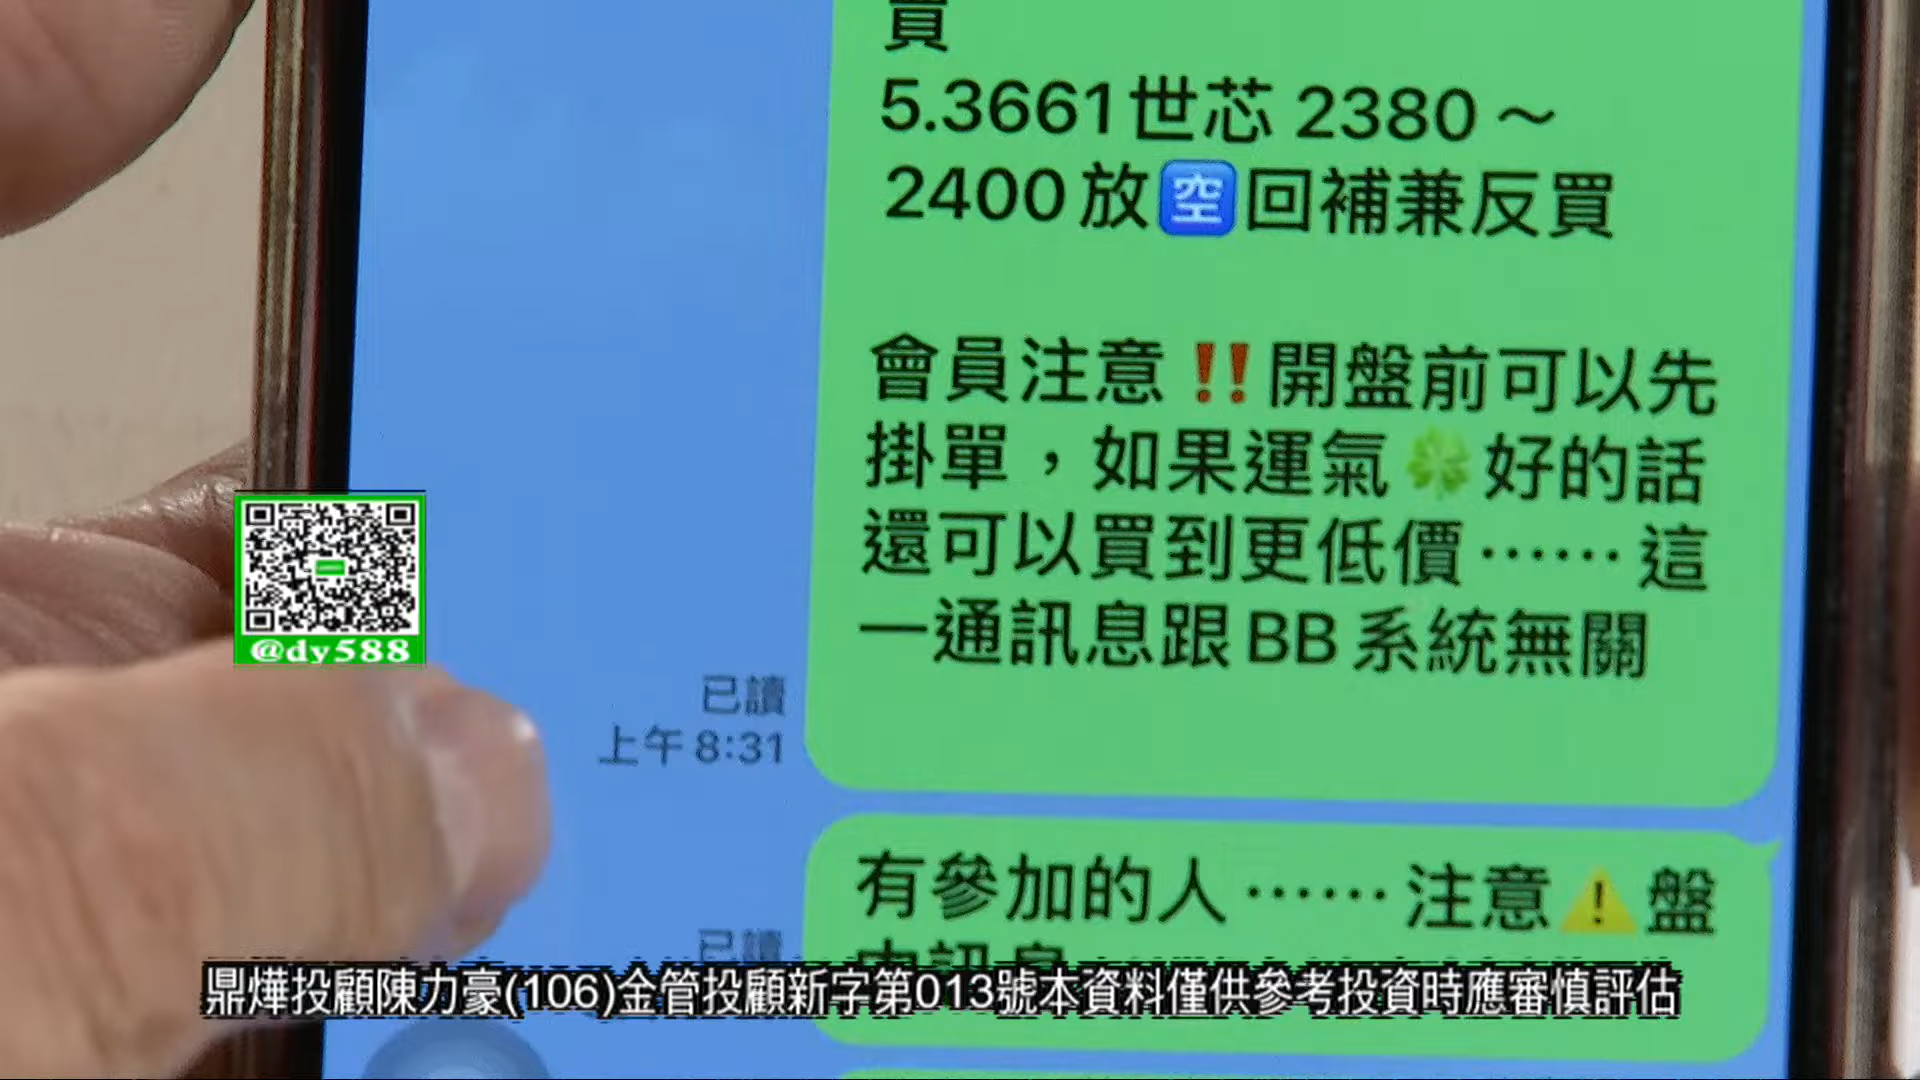 買
5.3661世芯 2380～
2400放🈳回補兼反買
會員注意‼️開盤前可以先
掛單，如果運氣🍀好的話
還可以買到更低價⋯⋯這
一通訊息跟BB系統無關
已讀
上午 8:31
@dy588
有參加的人⋯⋯注意⚠️盤
內訊息
已讀
鼎燁投顧陳力豪(106)金管投顧新字第013號本資料僅供參考投資時應審慎評估